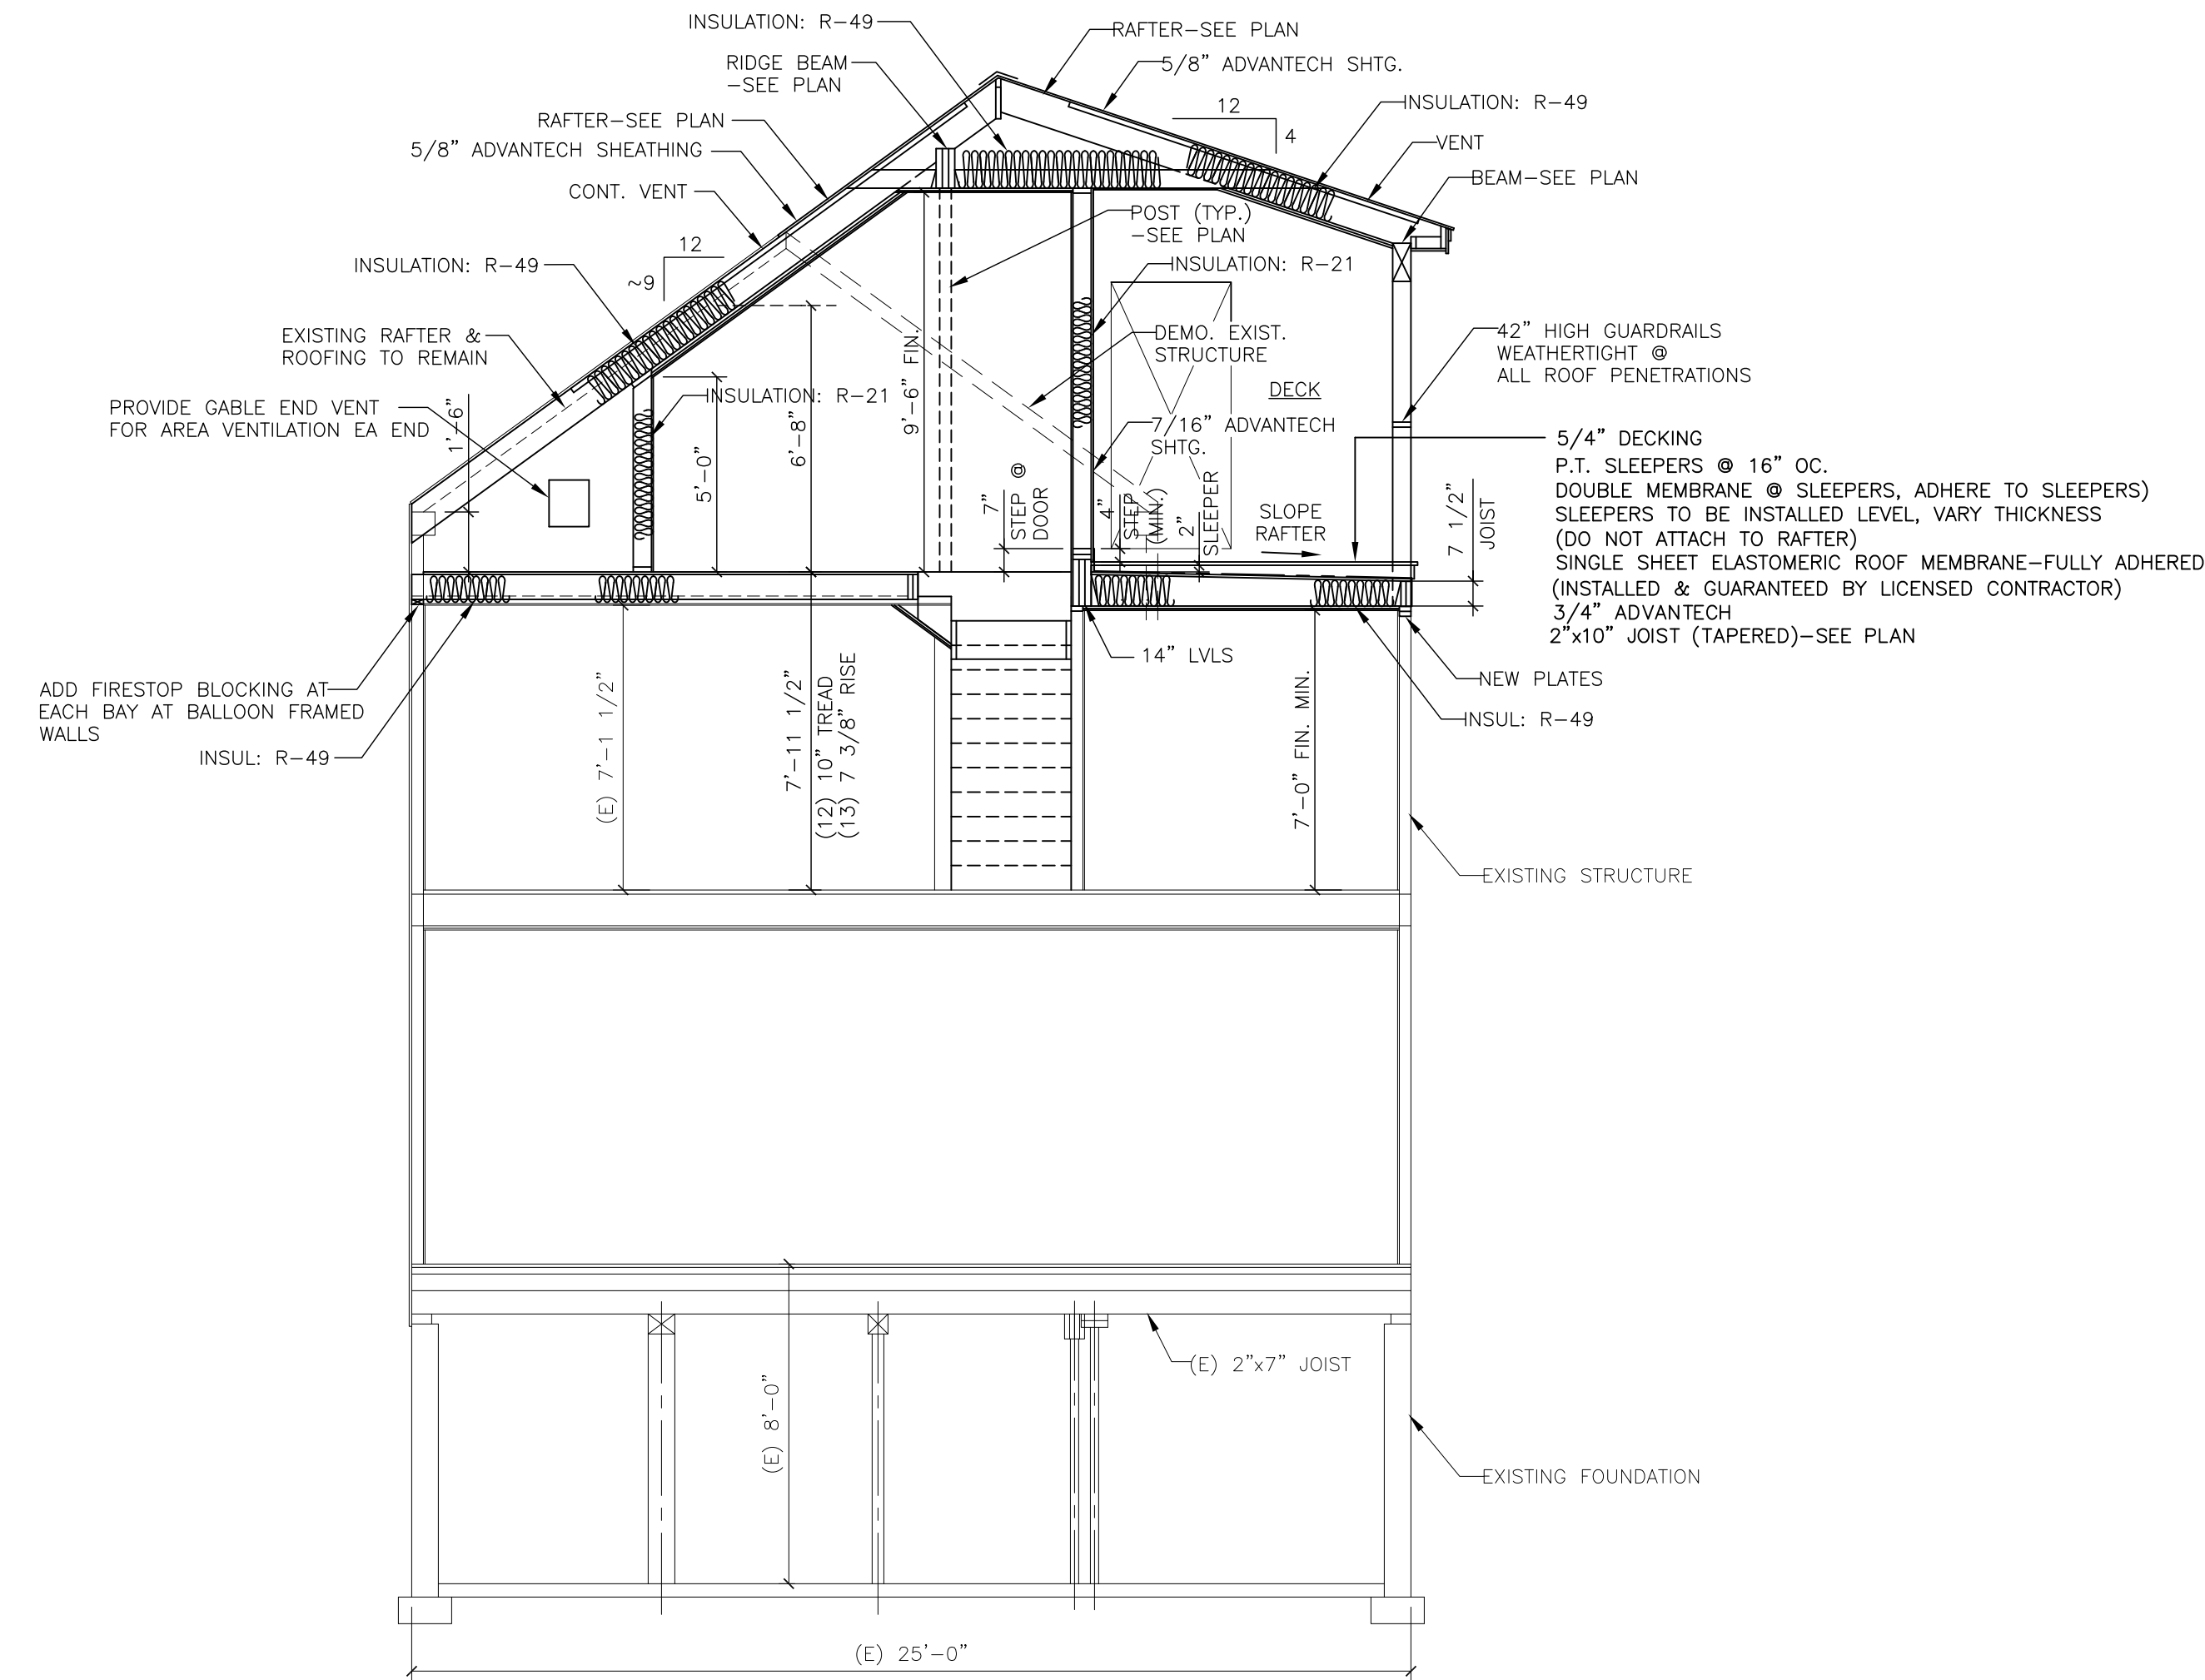 INSULATION: R-49
RAFTER-SEE PLAN
RIDGE BEAM
-SEE PLAN
5/8" ADVANTECH SHTG.
12
4
INSULATION: R-49
RAFTER-SEE PLAN
VENT
5/8" ADVANTECH SHEATHING
BEAM-SEE PLAN
CONT. VENT
POST (TYP.)
-SEE PLAN
12
~9
INSULATION: R-49
INSULATION: R-21
EXISTING RAFTER &
ROOFING TO REMAIN
DEMO. EXIST.
STRUCTURE
42" HIGH GUARDRAILS
WEATHERTIGHT @
ALL ROOF PENETRATIONS
9'-6" FIN.
DECK
INSULATION: R-21
PROVIDE GABLE END VENT
FOR AREA VENTILATION EA END
1'-6"
5'-0"
6'-8"
7/16" ADVANTECH
SHTG.
7"
STEP @
DOOR
4"
STEP
(MIN.)
2"
SLEEPER
SLOPE
RAFTER
7 1/2"
JOIST
5/4" DECKING
P.T. SLEEPERS @ 16" OC.
DOUBLE MEMBRANE @ SLEEPERS, ADHERE TO SLEEPERS)
SLEEPERS TO BE INSTALLED LEVEL, VARY THICKNESS
(DO NOT ATTACH TO RAFTER)
SINGLE SHEET ELASTOMERIC ROOF MEMBRANE-FULLY ADHERED
(INSTALLED & GUARANTEED BY LICENSED CONTRACTOR)
3/4" ADVANTECH
2"x10" JOIST (TAPERED)-SEE PLAN
14" LVLS
NEW PLATES
INSUL: R-49
ADD FIRESTOP BLOCKING AT
EACH BAY AT BALLOON FRAMED
WALLS
INSUL: R-49
(E) 7'-1 1/2"
7'-11 1/2"
(12) 10" TREAD
(13) 7 3/8" RISE
7'-0" FIN. MIN.
EXISTING STRUCTURE
(E) 2"x7" JOIST
(E) 8'-0"
EXISTING FOUNDATION
(E) 25'-0"